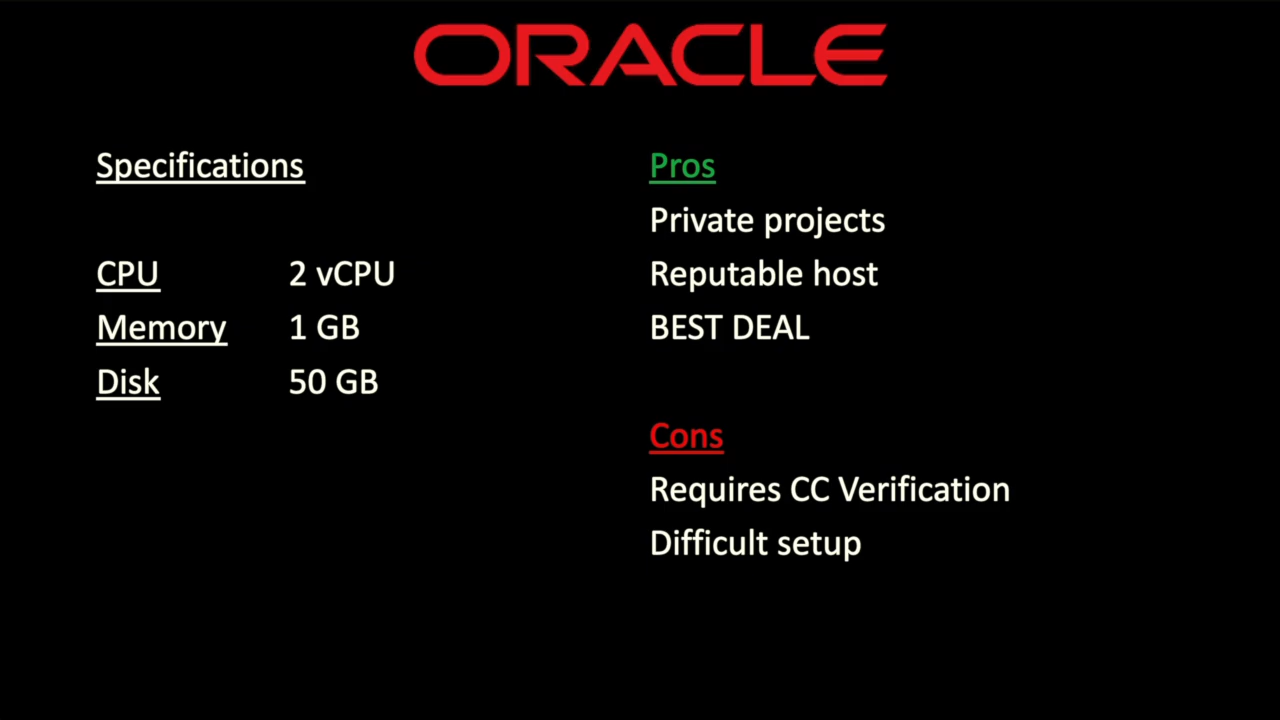 ORACLE
Specifications
CPU 2 vCPU
Memory 1 GB
Disk 50 GB
Pros
Private projects
Reputable host
BEST DEAL
Cons
Requires CC Verification
Difficult setup